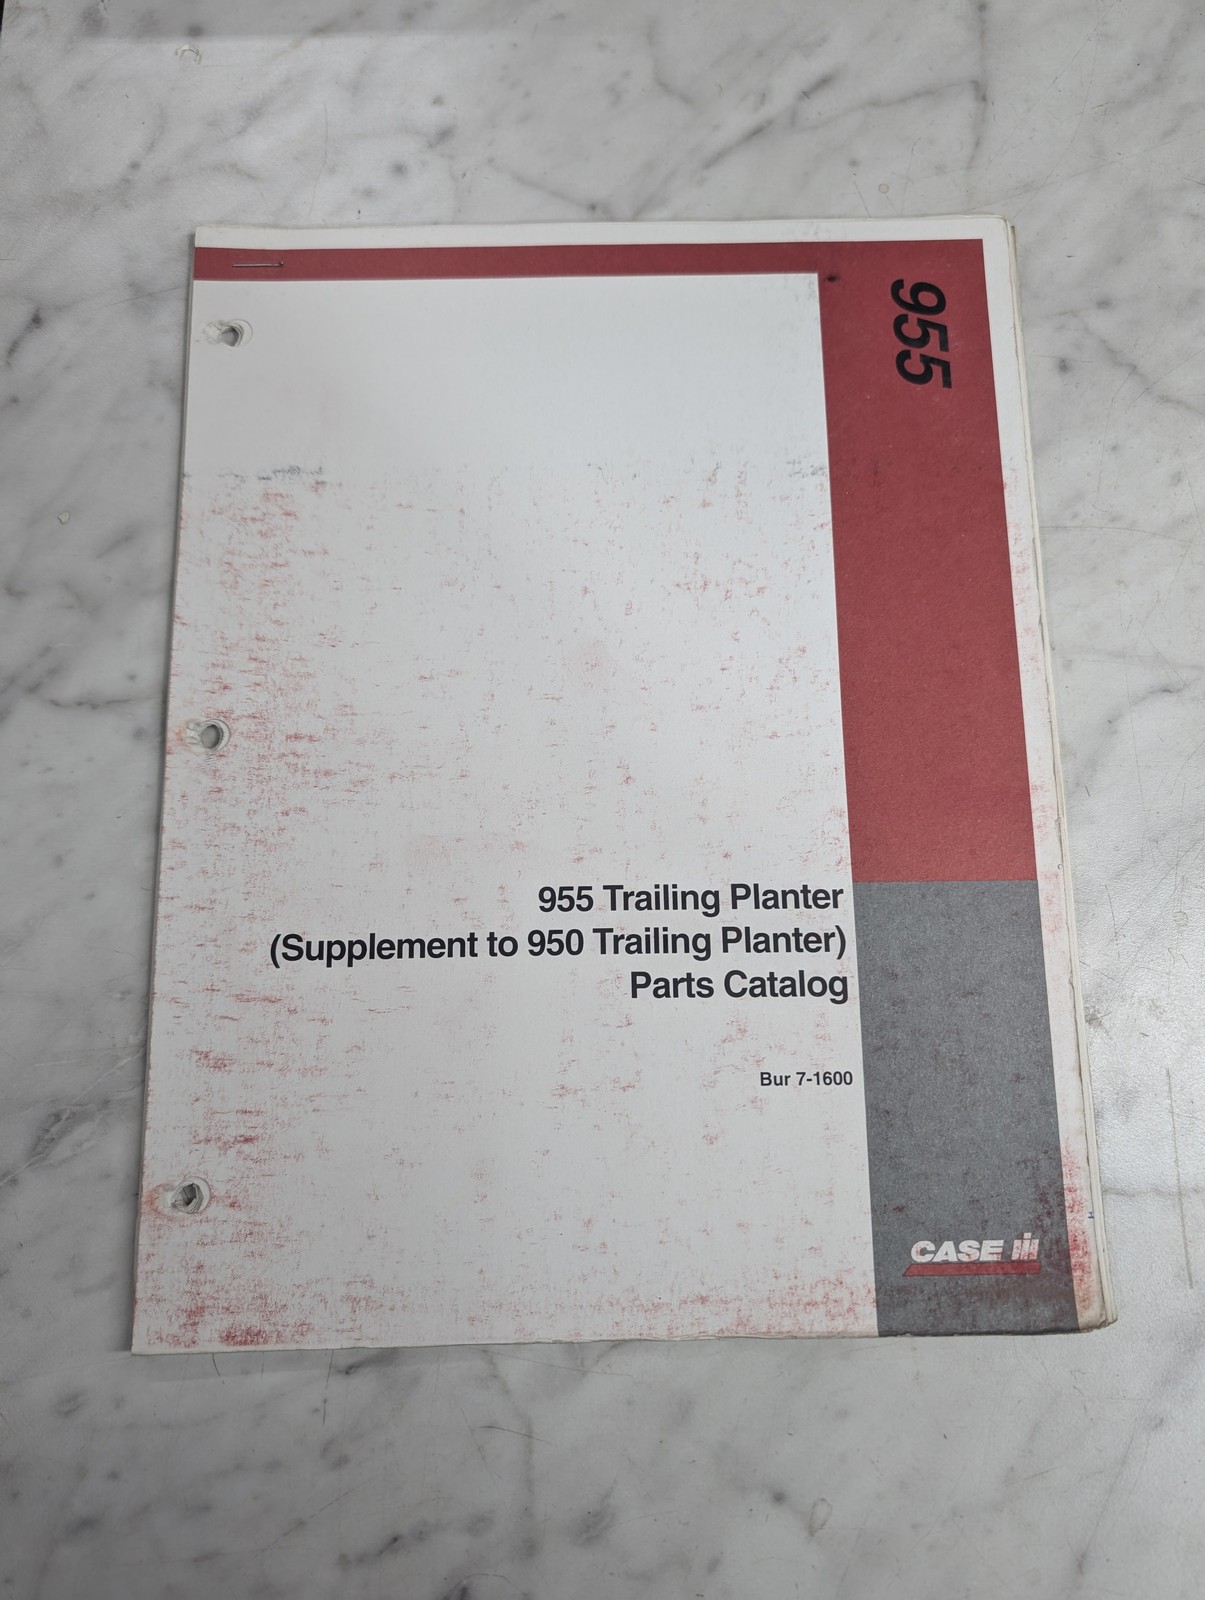 955
955 Trailing Planter
(Supplement to 950 Trailing Planter)
Parts Catalog
Bur 7-1600
CASE IH